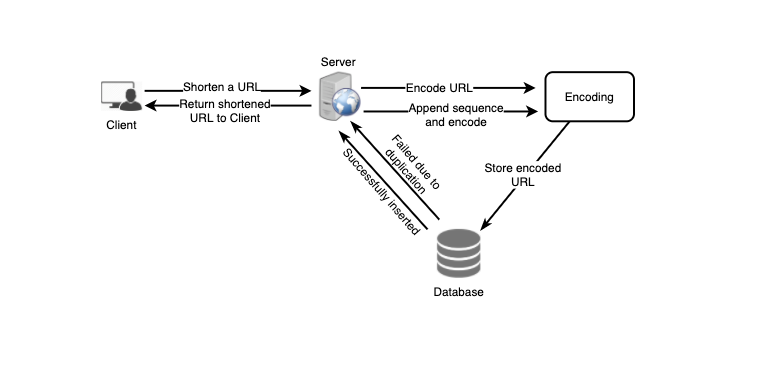 Server
Shorten a URL
Return shortened
URL to Client
Client
Encode URL
Append sequence
and encode
Encoding
Failed due to
duplication
Successfully inserted
Store encoded
URL
Database